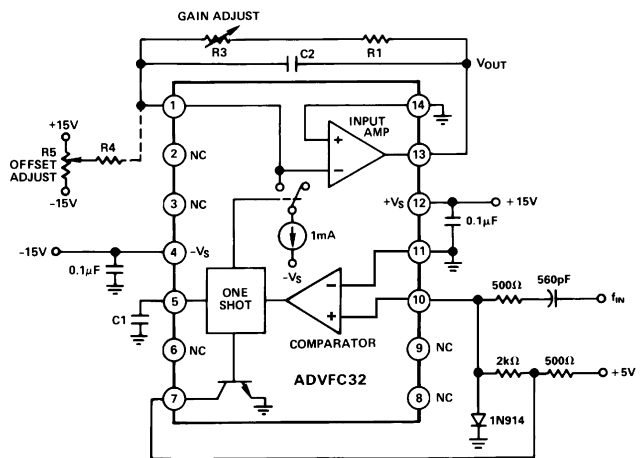 GAIN ADJUST
R3
R1
C2
VOUT
1
14
INPUT
AMP
+15V
R5
R4
OFFSET
ADJUST
-15V
2
NC
13
3
NC
+VS
12
+15V
0.1µF
1mA
-VS
-15V
4
-VS
0.1µF
11
5
C1
ONE
SHOT
COMPARATOR
10
500Ω
560pF
fIN
6
NC
9
NC
2kΩ
500Ω
+5V
ADVFC32
7
8
NC
1N914
+
−
−
+